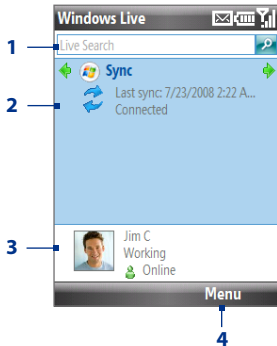 Windows Live
1
Live Search
Sync
2
Last sync: 7/23/2008 2:22 A...
Connected
Jim C
3
Working
Online
Menu
4